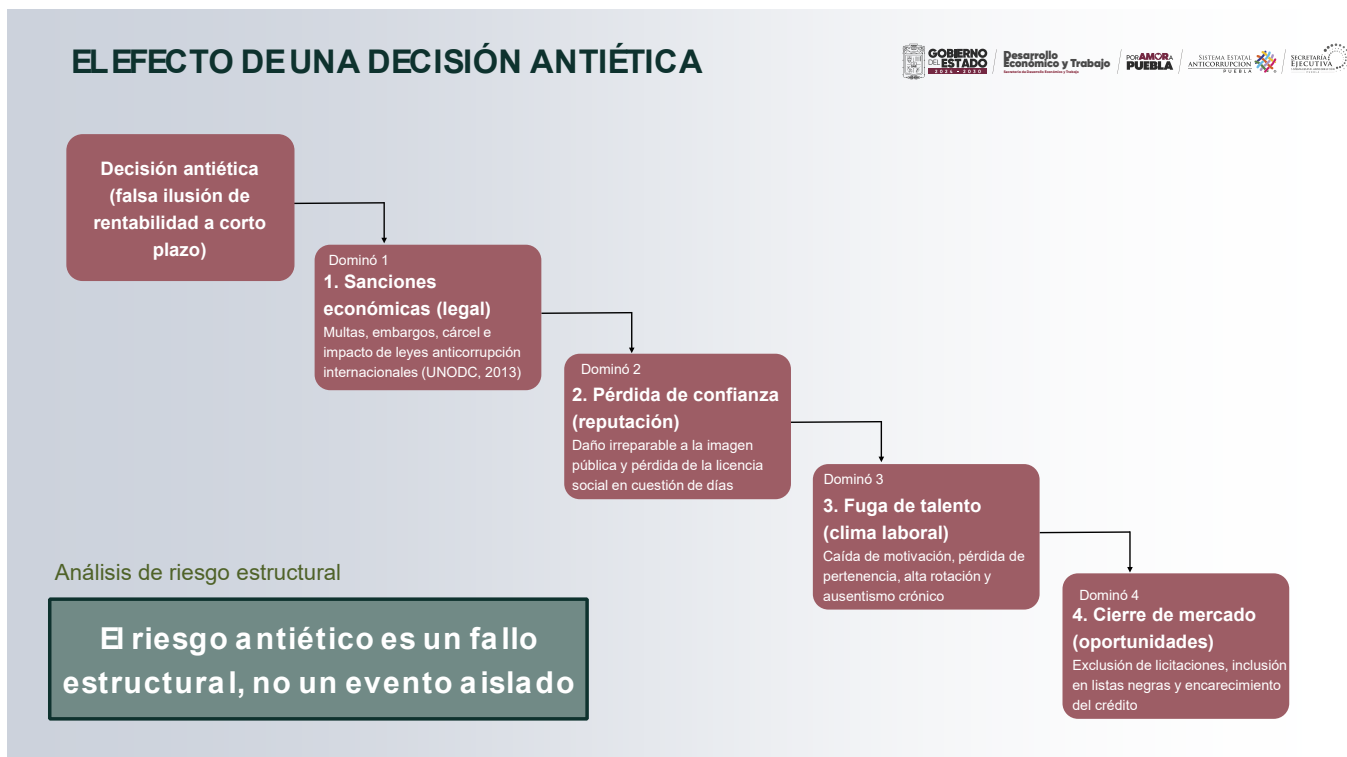 EL EFECTO DE UNA DECISIÓN ANTIÉTICA
GOBIERNO
DEL ESTADO
2024 - 2030
Desarrollo
Económico y Trabajo
Secretaría de Desarrollo Económico y Trabajo
POR AMOR A
PUEBLA
SISTEMA ESTATAL
ANTICORRUPCIÓN
PUEBLA
SECRETARÍA
EJECUTIVA
Decisión antiética
(falsa ilusión de
rentabilidad a corto
plazo)
Dominó 1
1. Sanciones
económicas (legal)
Multas, embargos, cárcel e
impacto de leyes anticorrupción
internacionales (UNODC, 2013)
Dominó 2
2. Pérdida de confianza
(reputación)
Daño irreparable a la imagen
pública y pérdida de la licencia
social en cuestión de días
Dominó 3
3. Fuga de talento
(clima laboral)
Caída de motivación, pérdida de
pertenencia, alta rotación y
ausentismo crónico
Dominó 4
4. Cierre de mercado
(oportunidades)
Exclusión de licitaciones, inclusión
en listas negras y encarecimiento
del crédito
Análisis de riesgo estructural
El riesgo antiético es un fallo
estructural, no un evento aislado